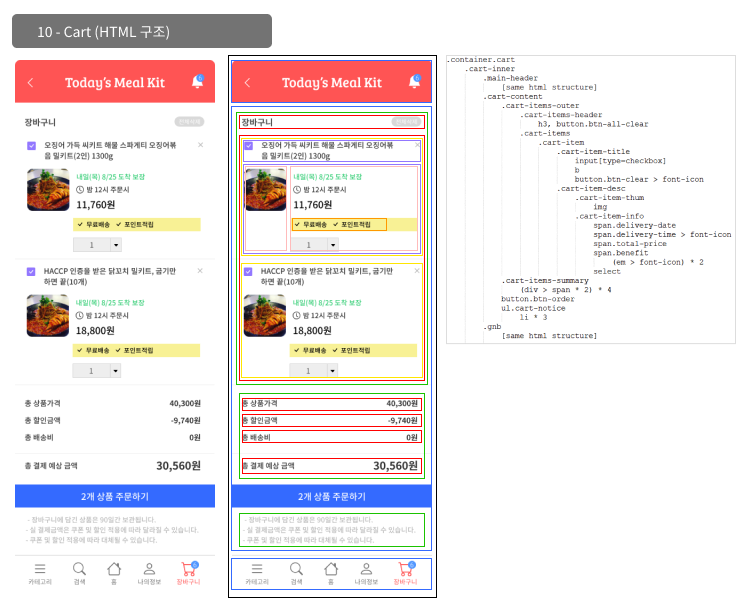 10 - Cart (HTML 구조)
Today's Meal Kit
장바구니
전체삭제
오징어 가득 씨키트 해물 스파게티 오징어볶
음 밀키트(2인) 1300g
내일(목) 8/25 도착 보장
밤 12시 주문시
11,760원
무료배송 포인트적립
1
HACCP 인증을 받은 닭꼬치 밀키트, 굽기만
하면 끝(10개)
내일(목) 8/25 도착 보장
밤 12시 주문시
18,800원
무료배송 포인트적립
1
총 상품가격 40,300원
총 할인금액 -9,740원
총 배송비 0원
총 결제 예상 금액 30,560원
2개 상품 주문하기
- 장바구니에 담긴 상품은 90일간 보관됩니다.
- 실 결제금액은 쿠폰 및 할인 적용에 따라 달라질 수 있습니다.
- 쿠폰 및 할인 적용에 따라 대체될 수 있습니다.
카테고리 검색 홈 나의정보 장바구니
Today's Meal Kit
장바구니
전체삭제
오징어 가득 씨키트 해물 스파게티 오징어볶
음 밀키트(2인) 1300g
내일(목) 8/25 도착 보장
밤 12시 주문시
11,760원
무료배송 포인트적립
1
HACCP 인증을 받은 닭꼬치 밀키트, 굽기만
하면 끝(10개)
내일(목) 8/25 도착 보장
밤 12시 주문시
18,800원
무료배송 포인트적립
1
총 상품가격 40,300원
총 할인금액 -9,740원
총 배송비 0원
총 결제 예상 금액 30,560원
2개 상품 주문하기
- 장바구니에 담긴 상품은 90일간 보관됩니다.
- 실 결제금액은 쿠폰 및 할인 적용에 따라 달라질 수 있습니다.
- 쿠폰 및 할인 적용에 따라 대체될 수 있습니다.
카테고리 검색 홈 나의정보 장바구니
.container.cart
.cart-inner
.main-header
[same html structure]
.cart-content
.cart-items-outer
.cart-items-header
h3, button.btn-all-clear
.cart-items
.cart-item
.cart-item-title
input[type=checkbox]
b
button.btn-clear > font-icon
.cart-item-desc
.cart-item-thum
img
.cart-item-info
span.delivery-date
span.delivery-time > font-icon
span.total-price
span.benefit
(em > font-icon) * 2
select
.cart-items-summary
(div > span * 2) * 4
button.btn-order
ul.cart-notice
li * 3
.gnb
[same html structure]